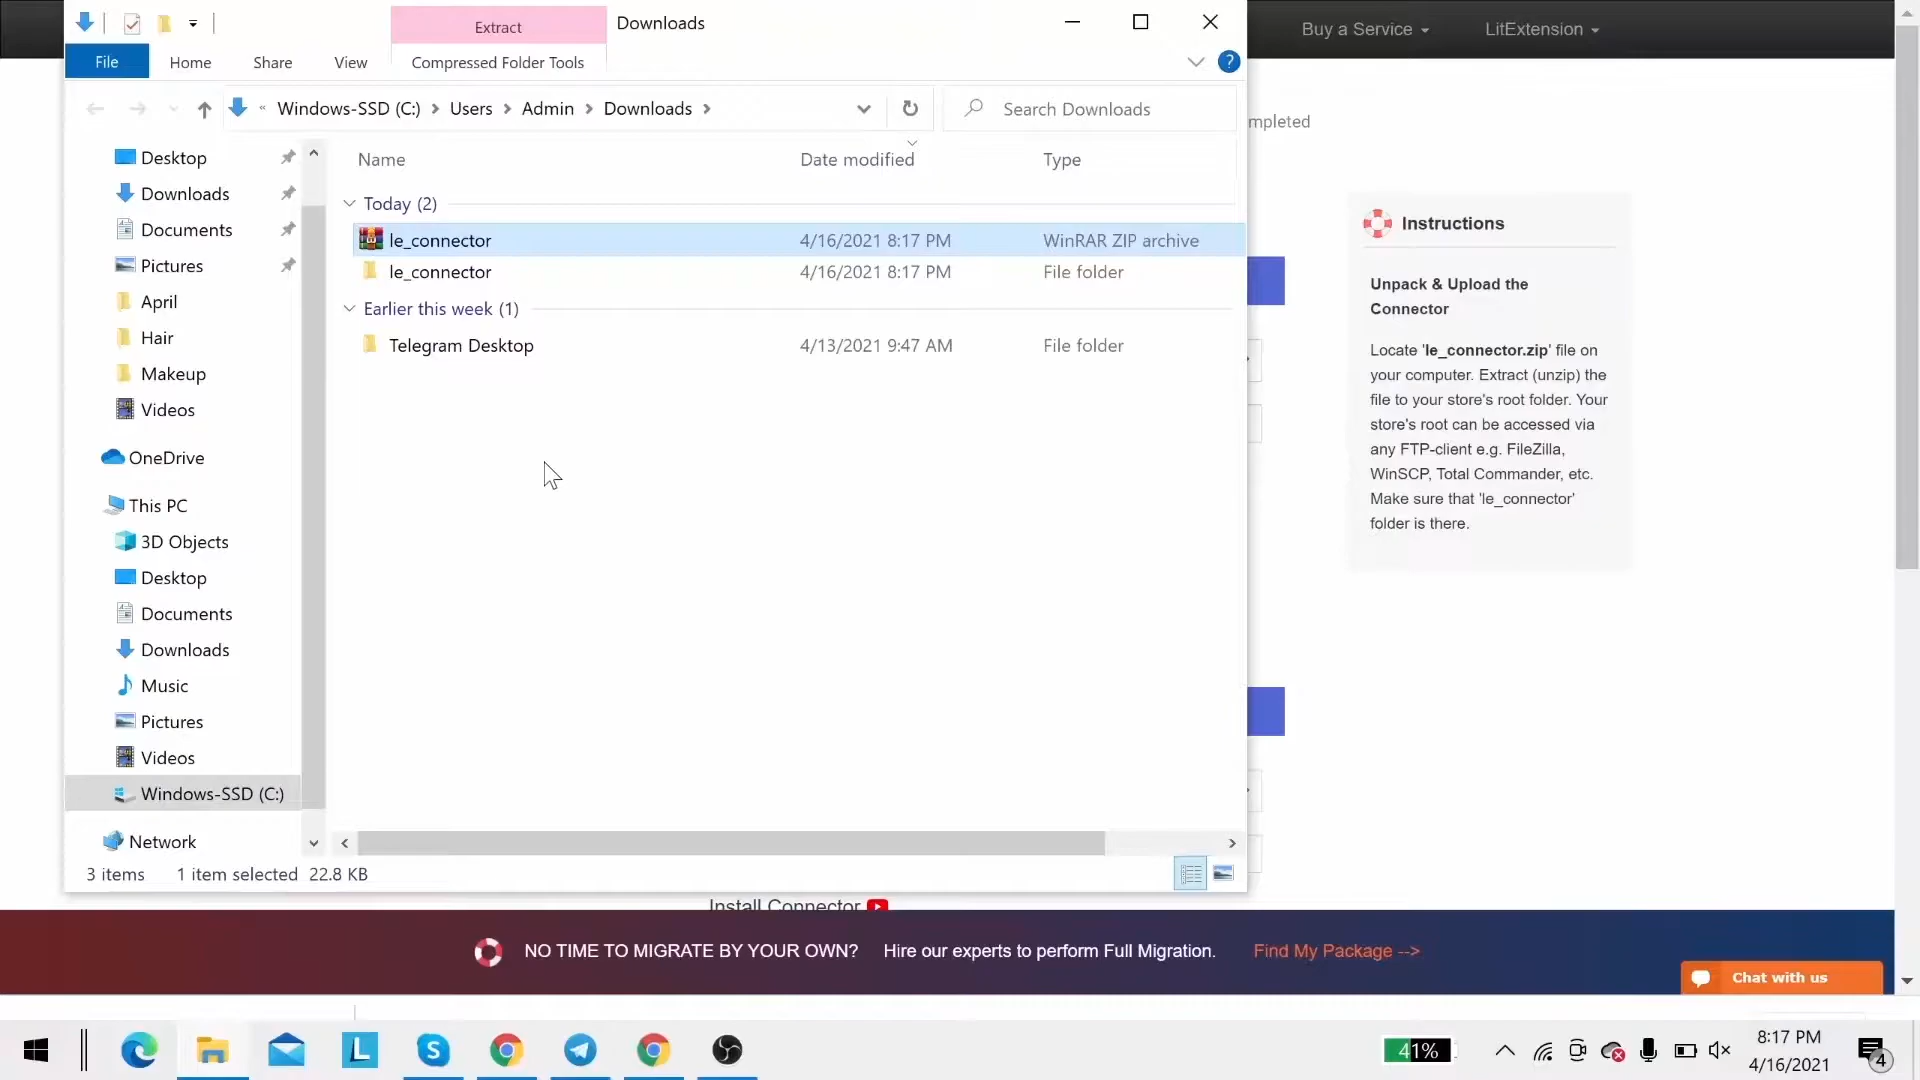 Extract
Downloads
Buy a Service
LitExtension
File
Home
Share
View
Compressed Folder Tools
?
« Windows-SSD (C:) > Users > Admin > Downloads >
Search Downloads
mpleted
Name
Date modified
Type
Desktop
Downloads
Documents
Pictures
April
Hair
Makeup
Videos
OneDrive
This PC
3D Objects
Desktop
Documents
Downloads
Music
Pictures
Videos
Windows-SSD (C:)
Network
Today (2)
le_connector 4/16/2021 8:17 PM WinRAR ZIP archive
le_connector 4/16/2021 8:17 PM File folder
Earlier this week (1)
Telegram Desktop 4/13/2021 9:47 AM File folder
Instructions
Unpack & Upload the
Connector
Locate 'le_connector.zip' file on
your computer. Extract (unzip) the
file to your store's root folder. Your
store's root can be accessed via
any FTP-client e.g. FileZilla,
WinSCP, Total Commander, etc.
Make sure that 'le_connector'
folder is there.
3 items 1 item selected 22.8 KB
Install Connector
NO TIME TO MIGRATE BY YOUR OWN? Hire our experts to perform Full Migration. Find My Package -->
Chat with us
L
S
41%
8:17 PM
4/16/2021
4